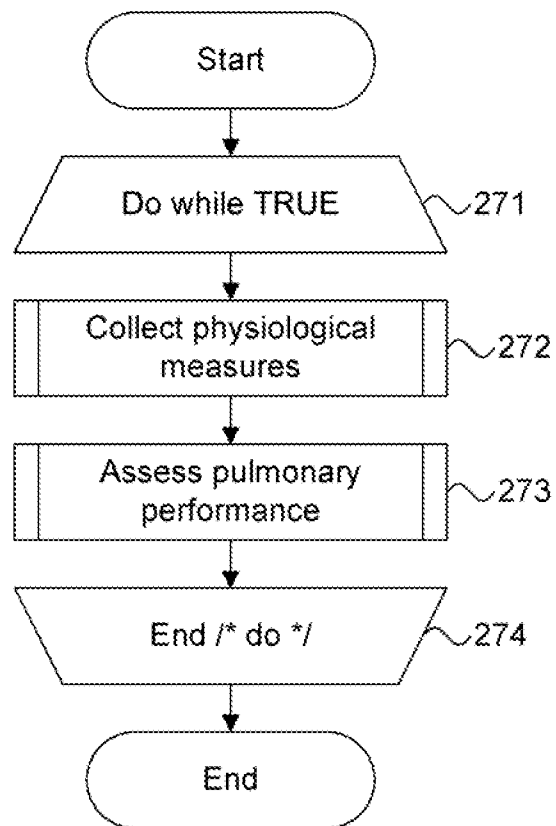 Start
Do while TRUE
271
Collect physiological
measures
272
Assess pulmonary
performance
273
End /* do */
274
End